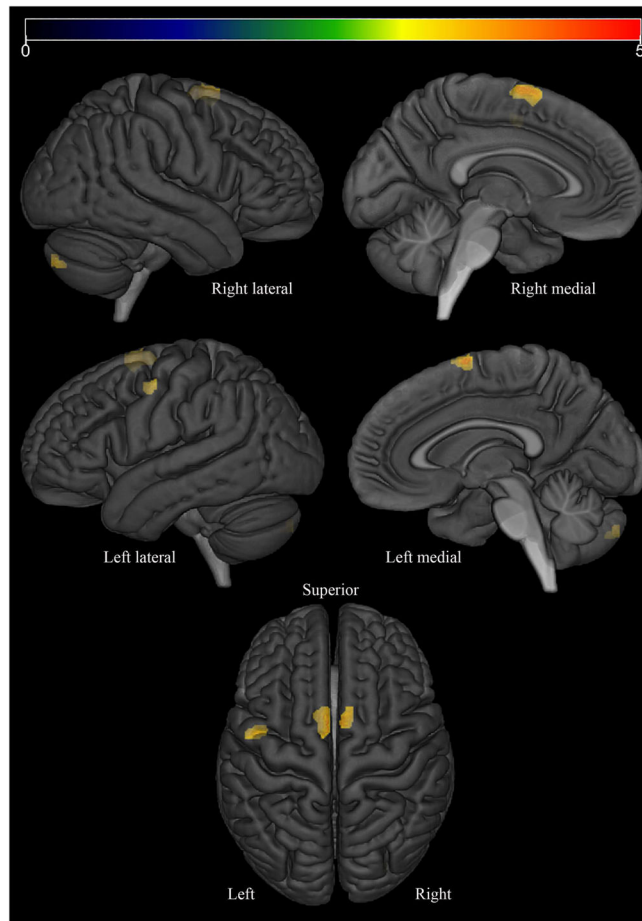 0 5
Right lateral Right medial
Left lateral Left medial
Superior
Left Right